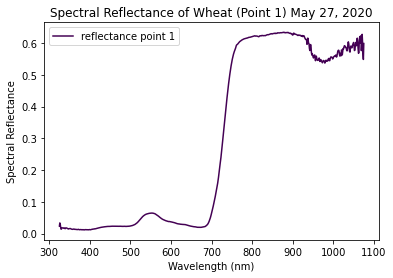 Spectral Reflectance of Wheat (Point 1) May 27, 2020
reflectance point 1
Spectral Reflectance
0.6
0.5
0.4
0.3
0.2
0.1
0.0
300 400 500 600 700 800 900 1000 1100
Wavelength (nm)